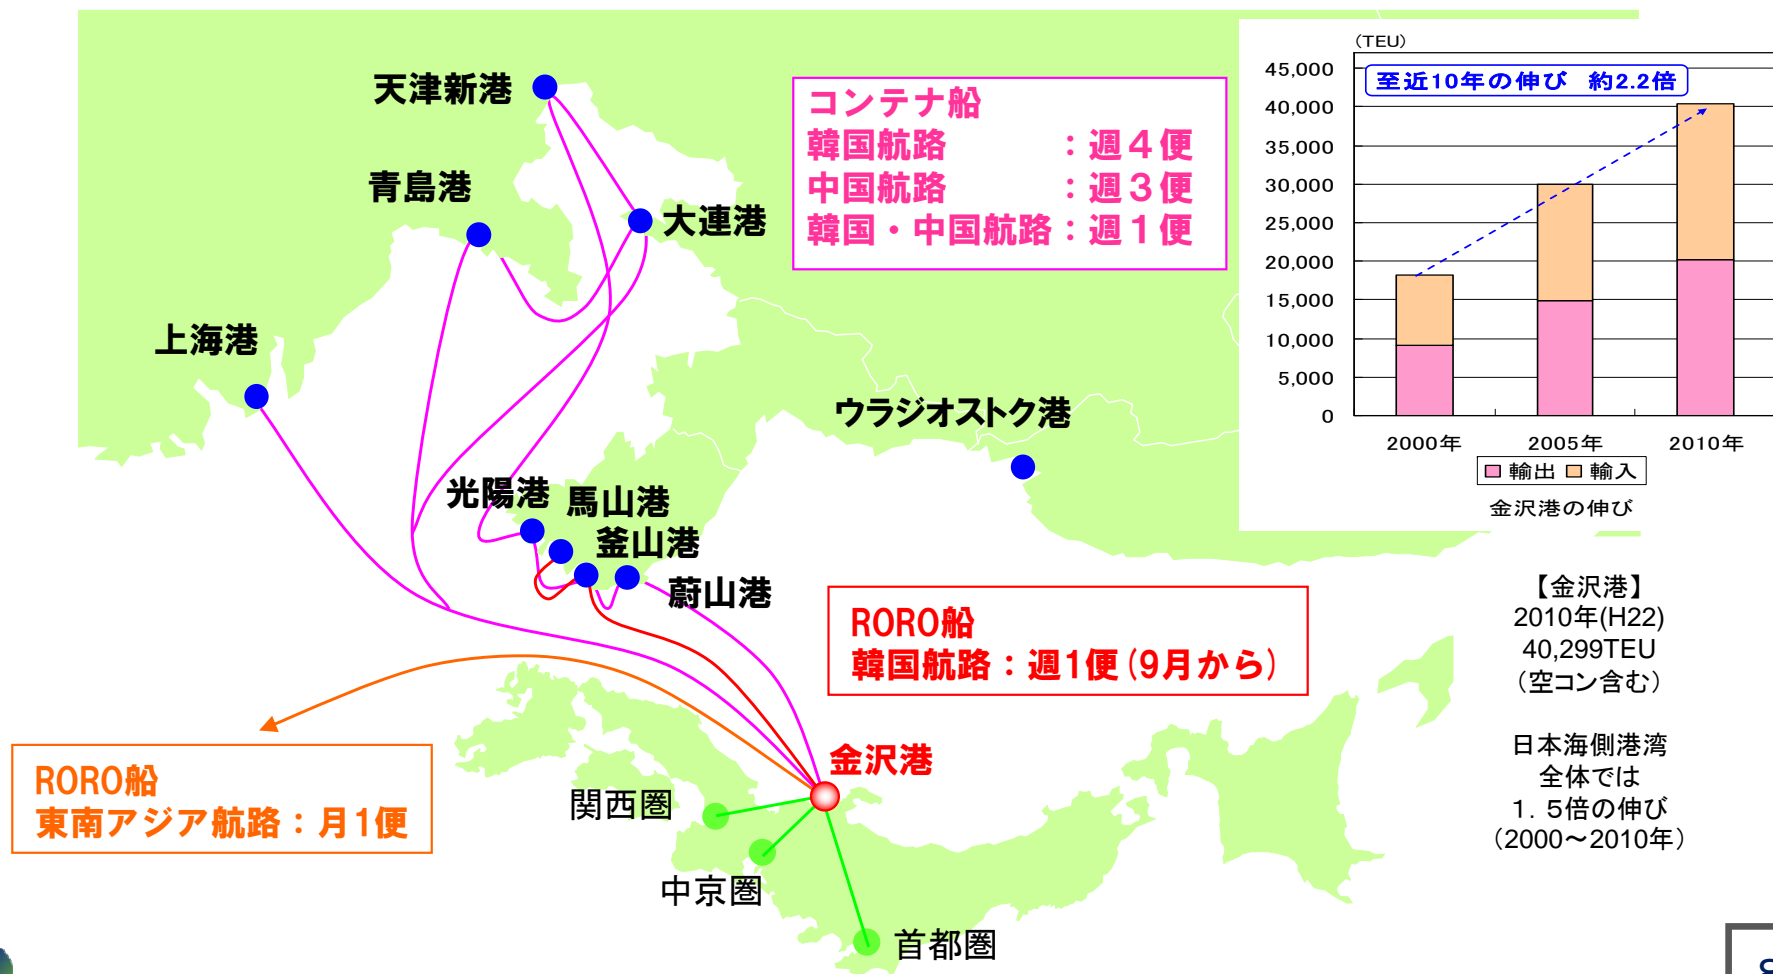 天津新港
青島港
大連港
上海港
ウラジオストク港
光陽港
馬山港
釜山港
蔚山港
金沢港
関西圏
中京圏
首都圏
コンテナ船
韓国航路 ：週４便
中国航路 ：週３便
韓国・中国航路：週１便
RORO船
韓国航路：週1便(9月から)
RORO船
東南アジア航路：月1便
(TEU)
至近10年の伸び 約2.2倍
45,000
40,000
35,000
30,000
25,000
20,000
15,000
10,000
5,000
0
2000年 2005年 2010年
輸出 輸入
金沢港の伸び
【金沢港】
2010年(H22)
40,299TEU
（空コン含む）
日本海側港湾
全体では
１．５倍の伸び
（2000～2010年）